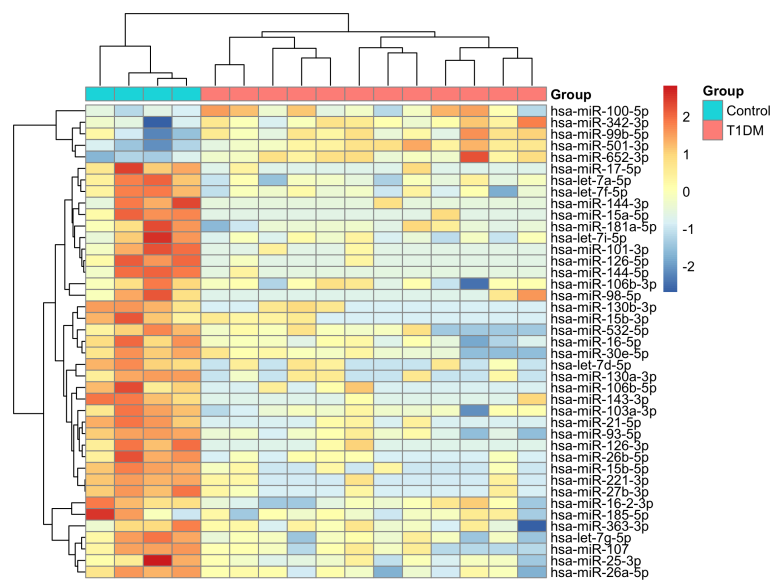 Group
hsa-miR-100-5p
hsa-miR-342-3p
hsa-miR-99b-5p
hsa-miR-501-3p
hsa-miR-652-3p
hsa-miR-17-5p
hsa-let-7a-5p
hsa-let-7f-5p
hsa-miR-144-3p
hsa-miR-15a-5p
hsa-miR-181a-5p
hsa-let-7i-5p
hsa-miR-101-3p
hsa-miR-126-5p
hsa-miR-144-5p
hsa-miR-106b-3p
hsa-miR-98-5p
hsa-miR-130b-3p
hsa-miR-15b-3p
hsa-miR-532-5p
hsa-miR-16-5p
hsa-miR-30e-5p
hsa-let-7d-5p
hsa-miR-130a-3p
hsa-miR-106b-5p
hsa-miR-143-3p
hsa-miR-103a-3p
hsa-miR-21-5p
hsa-miR-93-5p
hsa-miR-126-3p
hsa-miR-26b-5p
hsa-miR-15b-5p
hsa-miR-221-3p
hsa-miR-27b-3p
hsa-miR-16-2-3p
hsa-miR-185-5p
hsa-miR-363-3p
hsa-let-7g-5p
hsa-miR-107
hsa-miR-25-3p
hsa-miR-26a-5p
2
1
0
-1
-2
Group
Control
T1DM